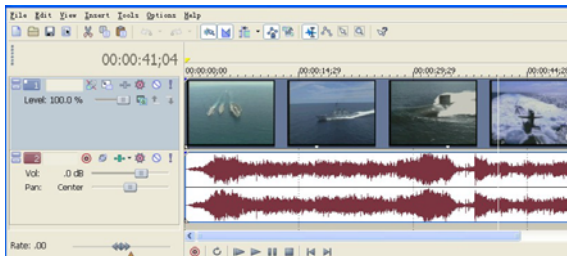 File Edit View Insert Tools Options Help
00:00:41;04
00:00:00;00 00:00:14;29 00:00:29;29 00:00:44;2
1
Level: 100.0 %
2
Vol: .0 dB
Pan: Center
Rate: .00